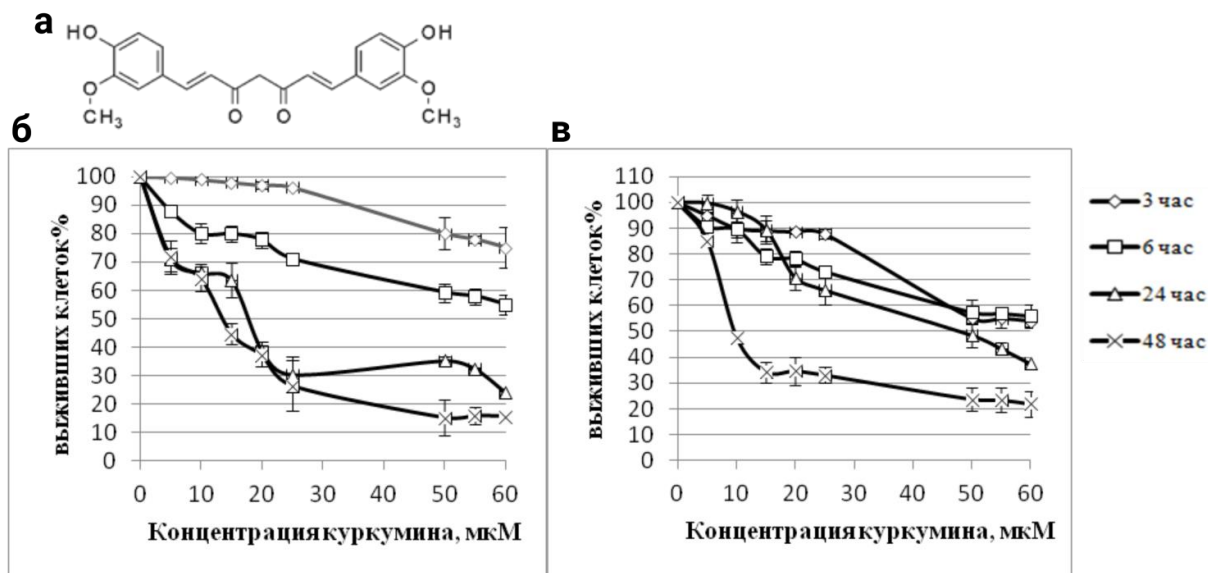 а
HO
OH
O
O
CH3
O
O
H3C
б
в
выживших клеток%
100
90
80
70
60
50
40
30
20
10
0
0 10 20 30 40 50 60
Концентрация куркумина, мкМ
выживших клеток%
110
100
90
80
70
60
50
40
30
20
10
0
0 10 20 30 40 50 60
Концентрация куркумина, мкМ
3 час
6 час
24 час
48 час